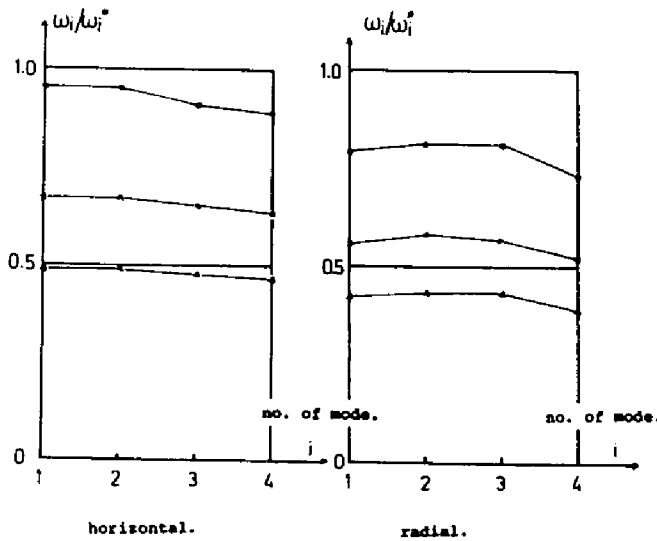 ωi/ωi*
1.0
0.5
0
1 2 3 4
no. of mode.
i
horizontal.
ωi/ωi*
1.0
0.5
0
1 2 3 4
no. of mode.
i
radial.